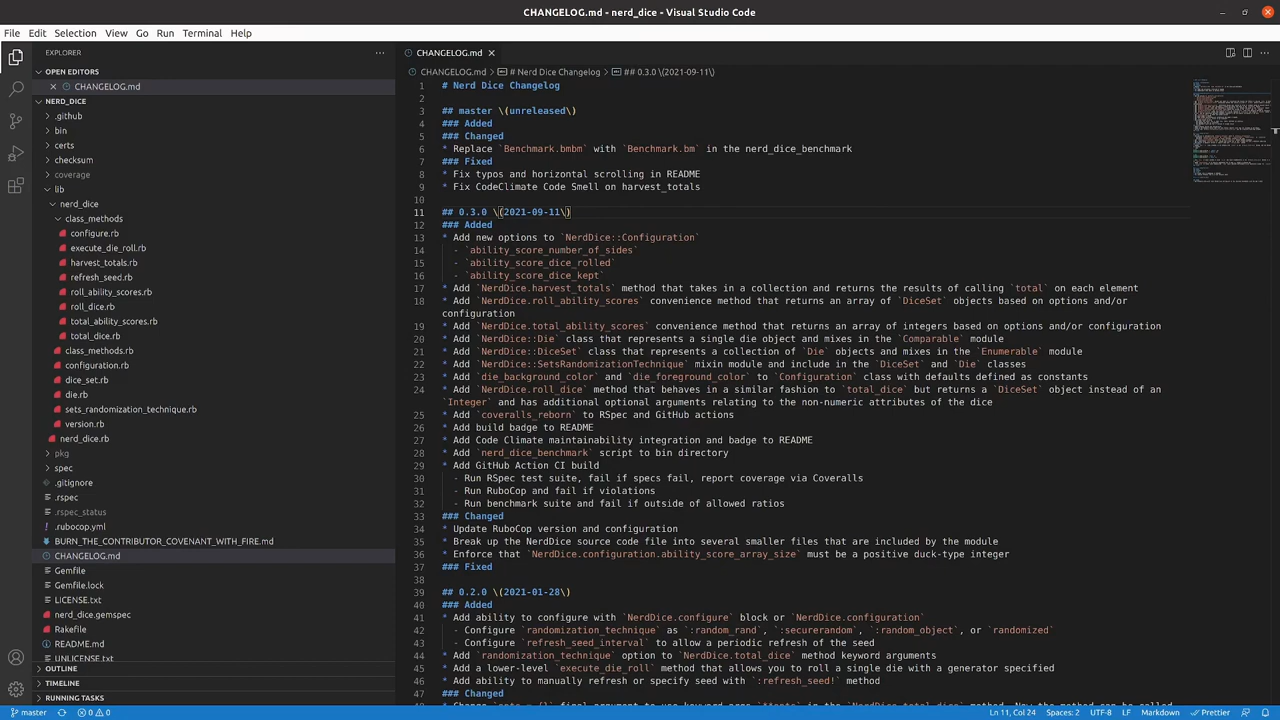 CHANGELOG.md - nerd_dice - Visual Studio Code
File Edit Selection View Go Run Terminal Help
EXPLORER
OPEN EDITORS
CHANGELOG.md
NERD_DICE
.github
bin
certs
checksum
coverage
lib
nerd_dice
class_methods
configure.rb
execute_die_roll.rb
harvest_totals.rb
refresh_seed.rb
roll_ability_scores.rb
roll_dice.rb
total_ability_scores.rb
total_dice.rb
class_methods.rb
configuration.rb
dice_set.rb
die.rb
sets_randomization_technique.rb
version.rb
nerd_dice.rb
pkg
spec
.gitignore
.rspec
.rspec_status
.rubocop.yml
BURN_THE_CONTRIBUTOR_COVENANT_WITH_FIRE.md
CHANGELOG.md
Gemfile
Gemfile.lock
LICENSE.txt
nerd_dice.gemspec
Rakefile
README.md
UNLICENSE.txt
OUTLINE
TIMELINE
RUNNING TASKS
CHANGELOG.md
CHANGELOG.md > # Nerd Dice Changelog > ## 0.3.0 \(2021-09-11\)
1 # Nerd Dice Changelog
2
3 ## master \(unreleased\)
4 ### Added
5 ### Changed
6 * Replace `Benchmark.bmbm` with `Benchmark.bm` in the nerd_dice_benchmark
7 ### Fixed
8 * Fix typos and horizontal scrolling in README
9 * Fix CodeClimate Code Smell on harvest_totals
10
11 ## 0.3.0 \(2021-09-11\)
12 ### Added
13 * Add new options to `NerdDice::Configuration`
14 - `ability_score_number_of_sides`
15 - `ability_score_dice_rolled`
16 - `ability_score_dice_kept`
17 * Add `NerdDice.harvest_totals` method that takes in a collection and returns the results of calling `total` on each element
18 * Add `NerdDice.roll_ability_scores` convenience method that returns an array of `DiceSet` objects based on options and/or
configuration
19 * Add `NerdDice.total_ability_scores` convenience method that returns an array of integers based on options and/or configuration
20 * Add `NerdDice::Die` class that represents a single die object and mixes in the `Comparable` module
21 * Add `NerdDice::DiceSet` class that represents a collection of `Die` objects and mixes in the `Enumerable` module
22 * Add `NerdDice::SetsRandomizationTechnique` mixin module and include in the `DiceSet` and `Die` classes
23 * Add `die_background_color` and `die_foreground_color` to `Configuration` class with defaults defined as constants
24 * Add `NerdDice.roll_dice` method that behaves in a similar fashion to `total_dice` but returns a `DiceSet` object instead of an
`Integer` and has additional optional arguments relating to the non-numeric attributes of the dice
25 * Add `coveralls_reborn` to RSpec and GitHub actions
26 * Add build badge to README
27 * Add Code Climate maintainability integration and badge to README
28 * Add `nerd_dice_benchmark` script to bin directory
29 * Add GitHub Action CI build
30 - Run RSpec test suite, fail if specs fail, report coverage via Coveralls
31 - Run RuboCop and fail if violations
32 - Run benchmark suite and fail if outside of allowed ratios
33 ### Changed
34 * Update RuboCop version and configuration
35 * Break up the NerdDice source code file into several smaller files that are included by the module
36 * Enforce that `NerdDice.configuration.ability_score_array_size` must be a positive duck-type integer
37 ### Fixed
38
39 ## 0.2.0 \(2021-01-28\)
40 ### Added
41 * Add ability to configure with `NerdDice.configure` block or `NerdDice.configuration`
42 - Configure `randomization_technique` as `:random_rand`, `:securerandom`, `:random_object`, or `randomized`
43 - Configure `refresh_seed_interval` to allow a periodic refresh of the seed
44 * Add `randomization_technique` option to `NerdDice.total_dice` method keyword arguments
45 * Add a lower-level `execute_die_roll` method that allows you to roll a single die with a generator specified
46 * Add ability to manually refresh or specify seed with `:refresh_seed!` method
47 ### Changed
master 0 0 Ln 11, Col 24 Spaces: 2 UTF-8 LF Markdown Prettier